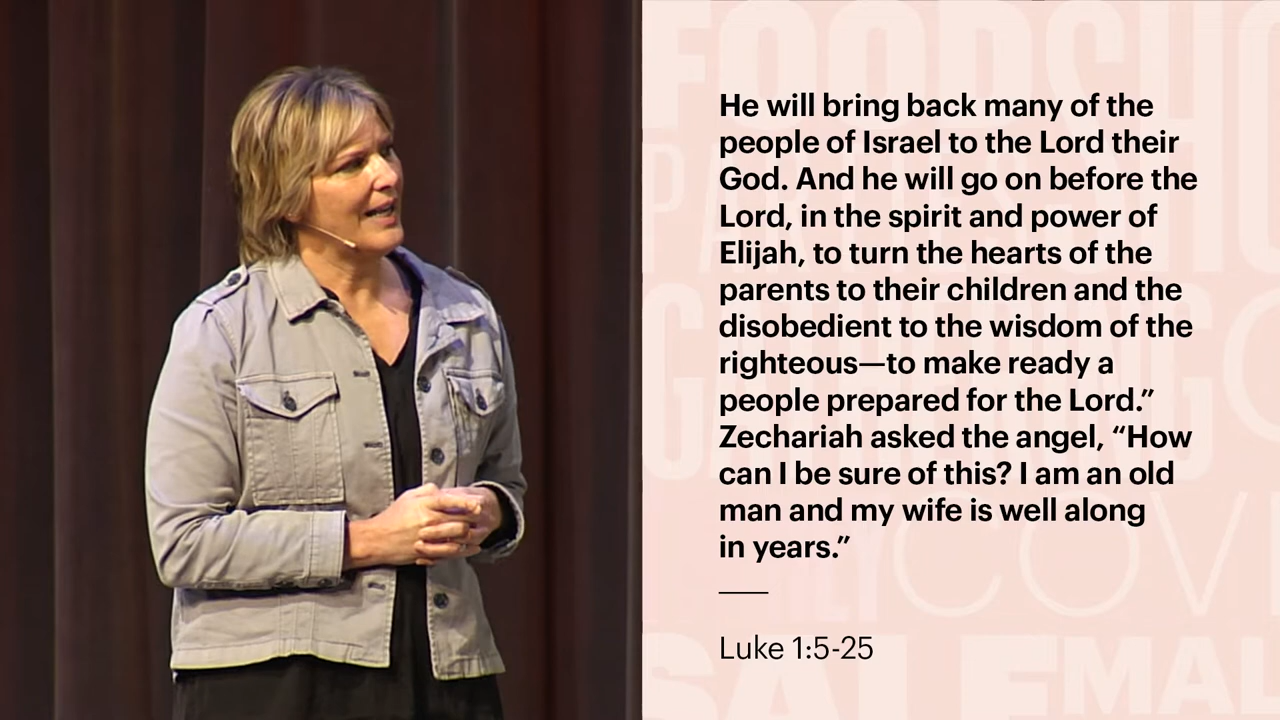 He will bring back many of the
people of Israel to the Lord their
God. And he will go on before the
Lord, in the spirit and power of
Elijah, to turn the hearts of the
parents to their children and the
disobedient to the wisdom of the
righteous—to make ready a
people prepared for the Lord.”
Zechariah asked the angel, “How
can I be sure of this? I am an old
man and my wife is well along
in years.”
Luke 1:5-25